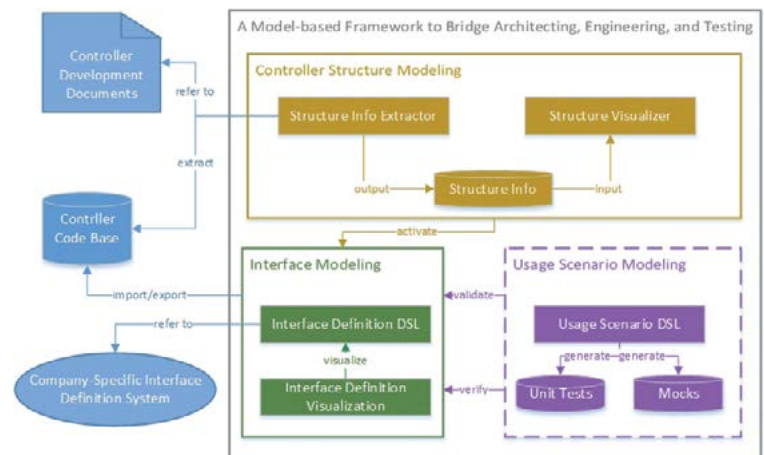 A Model-based Framework to Bridge Architecting, Engineering, and Testing
Controller
Development
Documents
refer to
extract
Contrller
Code Base
import/export
refer to
Company-Specific Interface
Definition System
Controller Structure Modeling
Structure Info Extractor
Structure Visualizer
output
Structure Info
input
activate
Interface Modeling
Interface Definition DSL
visualize
Interface Definition
Visualization
validate
verify
Usage Scenario Modeling
Usage Scenario DSL
generate
generate
Unit Tests
Mocks